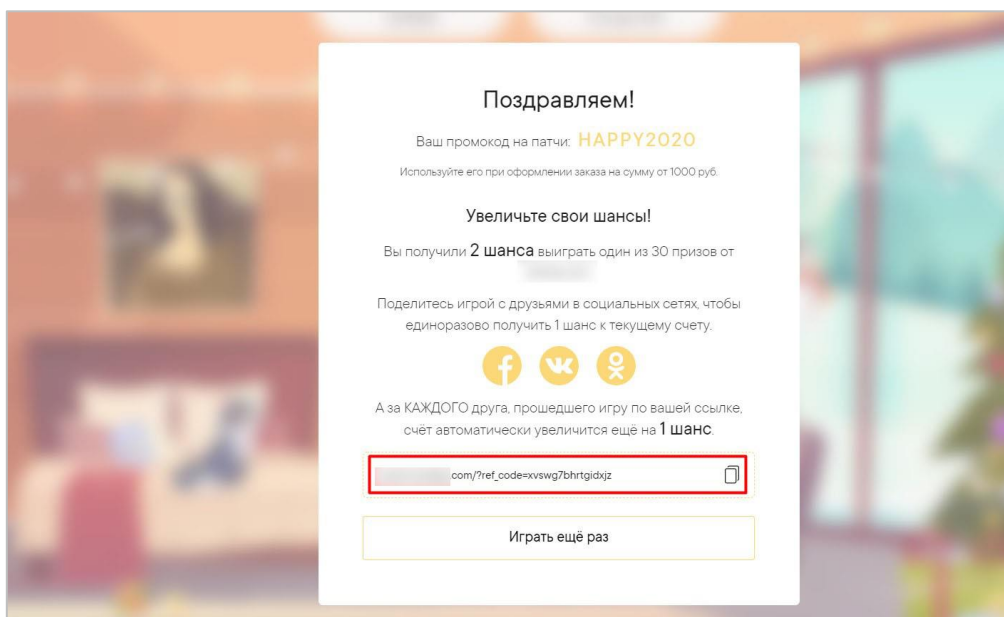 Поздравляем!
Ваш промокод на патчи: HAPPY2020
Используйте его при оформлении заказа на сумму от 1000 руб.
Увеличьте свои шансы!
Вы получили 2 шанса выиграть один из 30 призов от
Поделитесь игрой с друзьями в социальных сетях, чтобы
единоразово получить 1 шанс к текущему счету.
А за КАЖДОГО друга, прошедшего игру по вашей ссылке,
счёт автоматически увеличится ещё на 1 шанс.
com/?ref_code=xvswg7bhrtgidxjz
Играть ещё раз